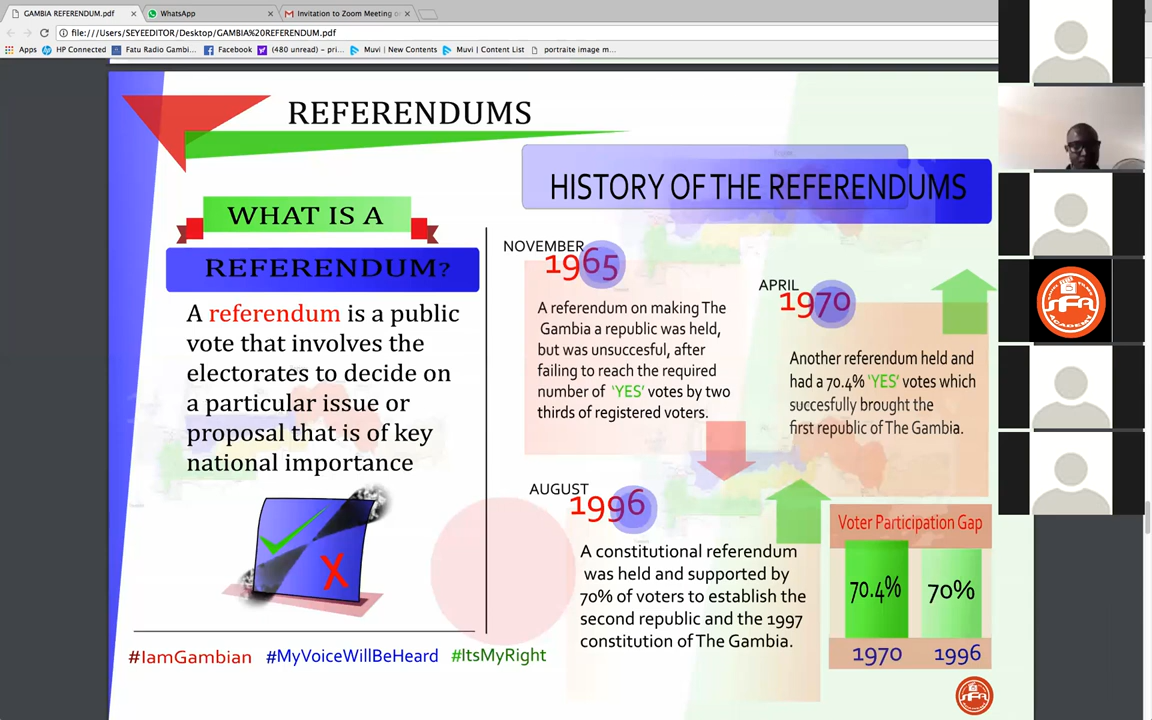 GAMBIA REFERENDUM.pdf
WhatsApp
Invitation to Zoom Meeting
file:///Users/SEYEEDITOR/Desktop/GAMBIA%20REFERENDUM.pdf
Apps HP Connected Fatu Radio Gambi... Facebook (480 unread) - pri... Muvi | New Contents Muvi | Content List portraite image m...
REFERENDUMS
WHAT IS A
REFERENDUM?
A referendum is a public
vote that involves the
electorates to decide on
a particular issue or
proposal that is of key
national importance
#IamGambian #MyVoiceWillBeHeard #ItsMyRight
HISTORY OF THE REFERENDUMS
NOVEMBER
1965
A referendum on making The
Gambia a republic was held,
but was unsuccesful, after
failing to reach the required
number of ‘YES’ votes by two
thirds of registered voters.
APRIL
1970
Another referendum held and
had a 70.4% ‘YES’ votes which
succesfully brought the
first republic of The Gambia.
AUGUST
1996
A constitutional referendum
was held and supported by
70% of voters to establish the
second republic and the 1997
constitution of The Gambia.
Voter Participation Gap
70.4% 70%
1970 1996
FA
ACADEMY